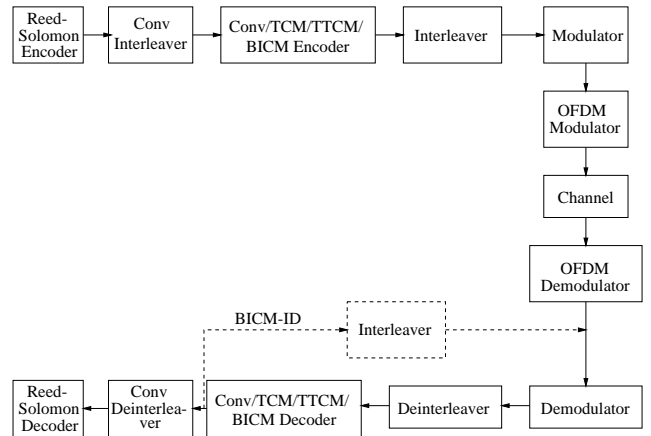 Reed-
Solomon
Encoder
Conv
Interleaver
Conv/TCM/TTCM/
BICM Encoder
Interleaver
Modulator
OFDM
Modulator
Channel
OFDM
Demodulator
BICM-ID
Interleaver
Reed-
Solomon
Decoder
Conv
Deinterlea-
ver
Conv/TCM/TTCM/
BICM Decoder
Deinterleaver
Demodulator